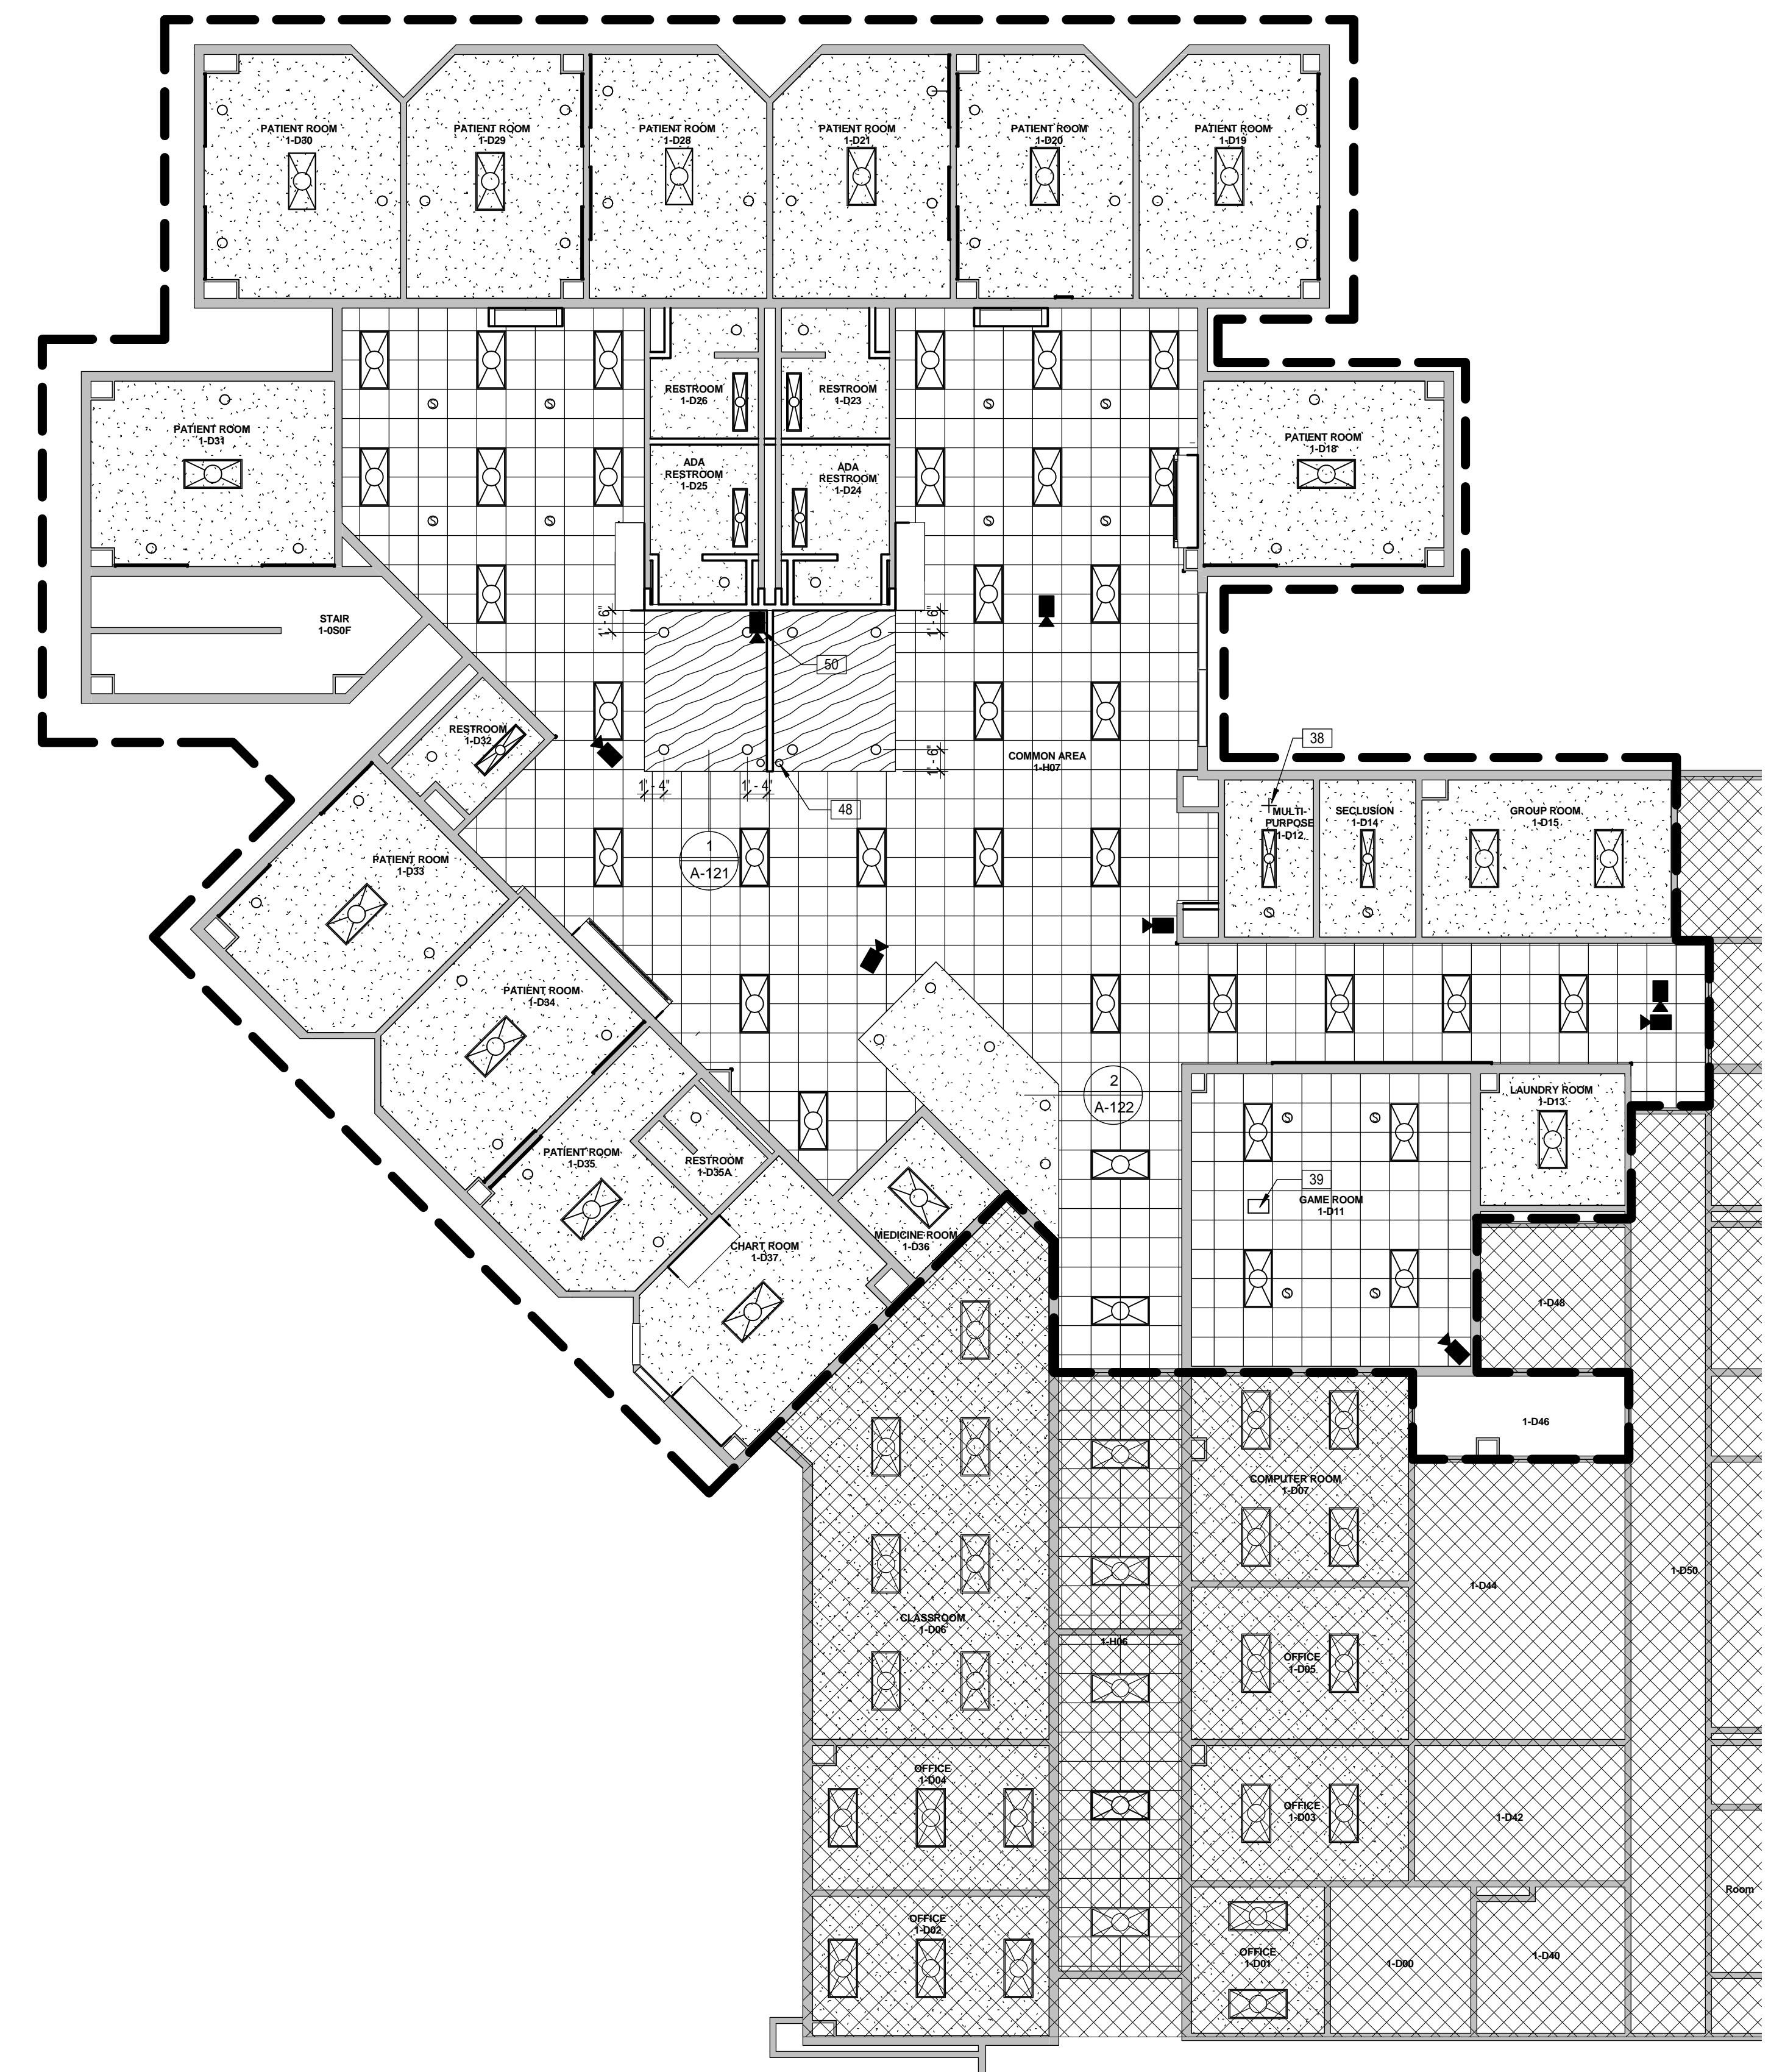 PATIENT ROOM
1-D30
PATIENT ROOM
1-D29
PATIENT ROOM
1-D28
PATIENT ROOM
1-D21
PATIENT ROOM
1-D20
PATIENT ROOM
1-D19
RESTROOM
1-D26
RESTROOM
1-D23
PATIENT ROOM
1-D31
PATIENT ROOM
1-D18
ADA
RESTROOM
1-D25
ADA
RESTROOM
1-D24
STAIR
1-0S0F
1' - 6"
1' - 6"
50
RESTROOM
1-D32
38
COMMON AREA
1-H07
1' - 6"
1' - 4"
1' - 4"
48
MULTI-
PURPOSE
1-D12
SECLUSION
1-D14
GROUP ROOM
1-D15
1
A-121
PATIENT ROOM
1-D33
PATIENT ROOM
1-D34
2
A-122
LAUNDRY ROOM
1-D13
PATIENT ROOM
1-D35
RESTROOM
1-D35A
39
GAME ROOM
1-D11
MEDICINE ROOM
1-D36
CHART ROOM
1-D37
1-D48
1-D46
COMPUTER ROOM
1-D07
1-D50
1-D44
CLASSROOM
1-D06
1-H06
OFFICE
1-D05
OFFICE
1-D04
OFFICE
1-D03
1-D42
Room
OFFICE
1-D02
OFFICE
1-D01
1-D00
1-D40